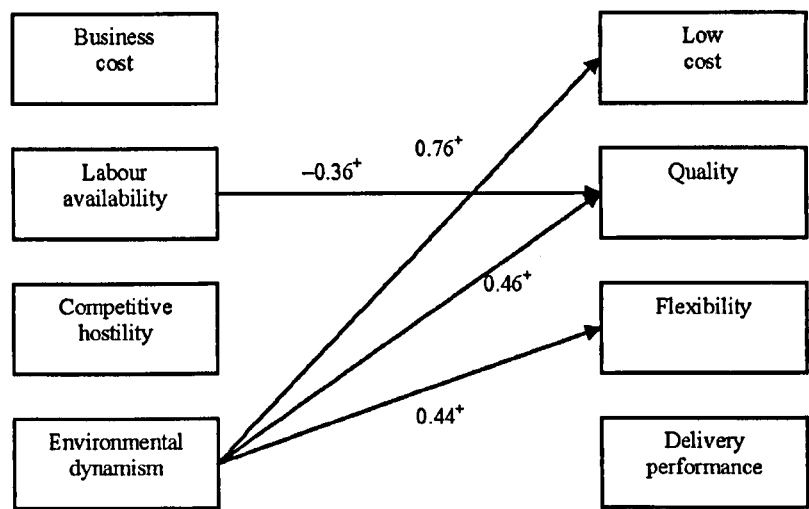 Business
cost
Low
cost
0.76⁺
−0.36⁺
Labour
availability
Quality
Competitive
hostility
0.46⁺
Flexibility
0.44⁺
Environmental
dynamism
Delivery
performance